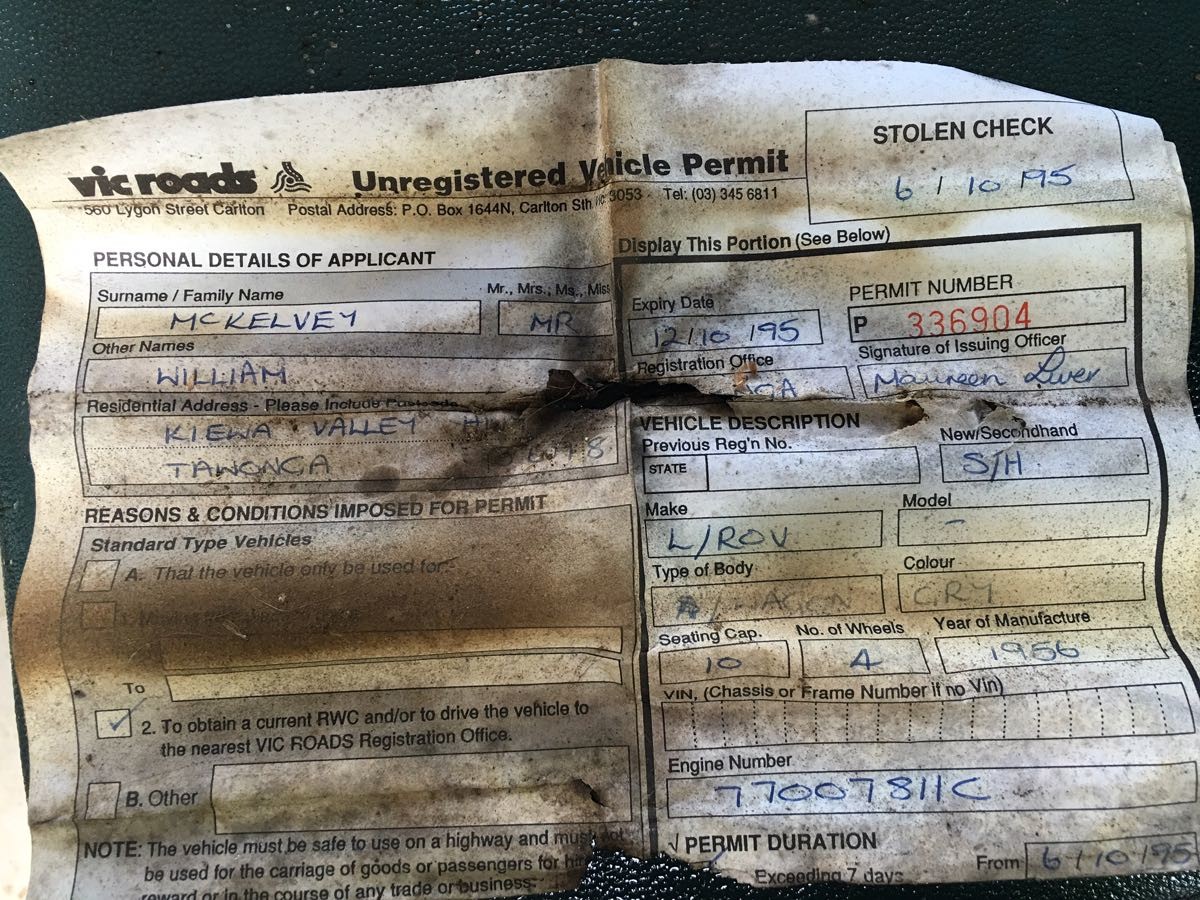 vic roads Unregistered Vehicle Permit
560 Lygon Street Carlton Postal Address: P.O. Box 1644N, Carlton Sth Vic 3053 Tel: (03) 345 6811
STOLEN CHECK
6/10/95
PERSONAL DETAILS OF APPLICANT
Surname / Family Name Mr., Mrs., Ms., Miss
MCKELVEY MR
Other Names
WILLIAM
Residential Address - Please Include Postcode
KIEWA VALLEY
TAWONGA
REASONS & CONDITIONS IMPOSED FOR PERMIT
Standard Type Vehicles
A. That the vehicle only be used for:-
1.
To
2. To obtain a current RWC and/or to drive the vehicle to
the nearest VIC ROADS Registration Office.
B. Other
NOTE: The vehicle must be safe to use on a highway and must not
be used for the carriage of goods or passengers for hire
reward or in the course of any trade or business.
Display This Portion (See Below)
Expiry Date PERMIT NUMBER
12/10/95 P 336904
Registration Office Signature of Issuing Officer
GA Maureen
VEHICLE DESCRIPTION
Previous Reg'n No. New/Secondhand
STATE S/H
Make Model
L/ROV -
Type of Body Colour
WAGON GRY
Seating Cap. No. of Wheels Year of Manufacture
10 4 1956
VIN, (Chassis or Frame Number if no Vin)
Engine Number
77007811C
√ PERMIT DURATION
Exceeding 7 days From 6/10/95